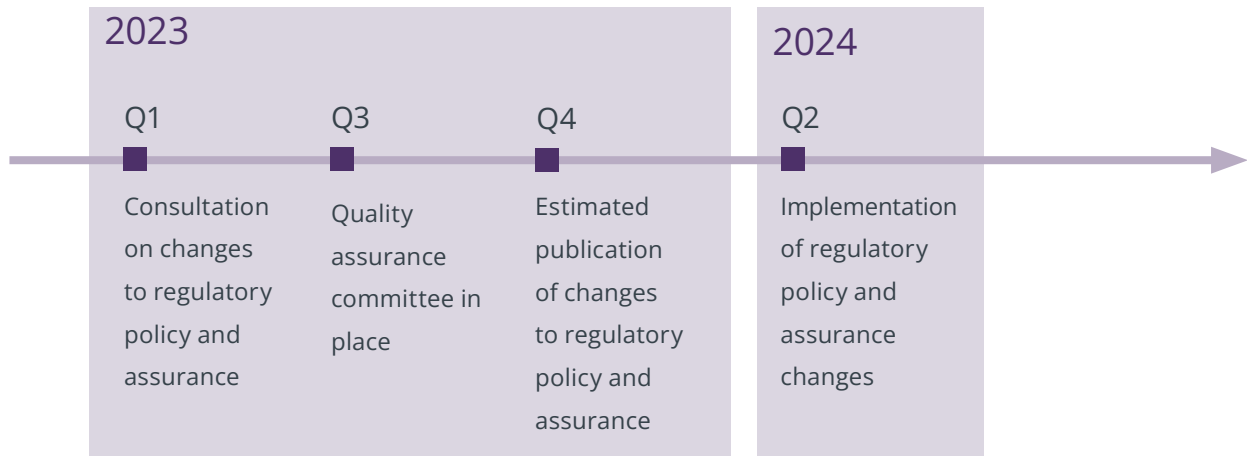 2023
Q1
Consultation
on changes
to regulatory
policy and
assurance
Q3
Quality
assurance
committee in
place
Q4
Estimated
publication
of changes
to regulatory
policy and
assurance
2024
Q2
Implementation
of regulatory
policy and
assurance
changes